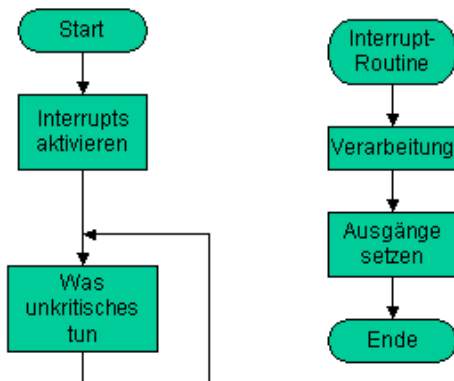 Start
Interrupts
aktivieren
Was
unkritisches
tun
Interrupt-
Routine
Verarbeitung
Ausgänge
setzen
Ende